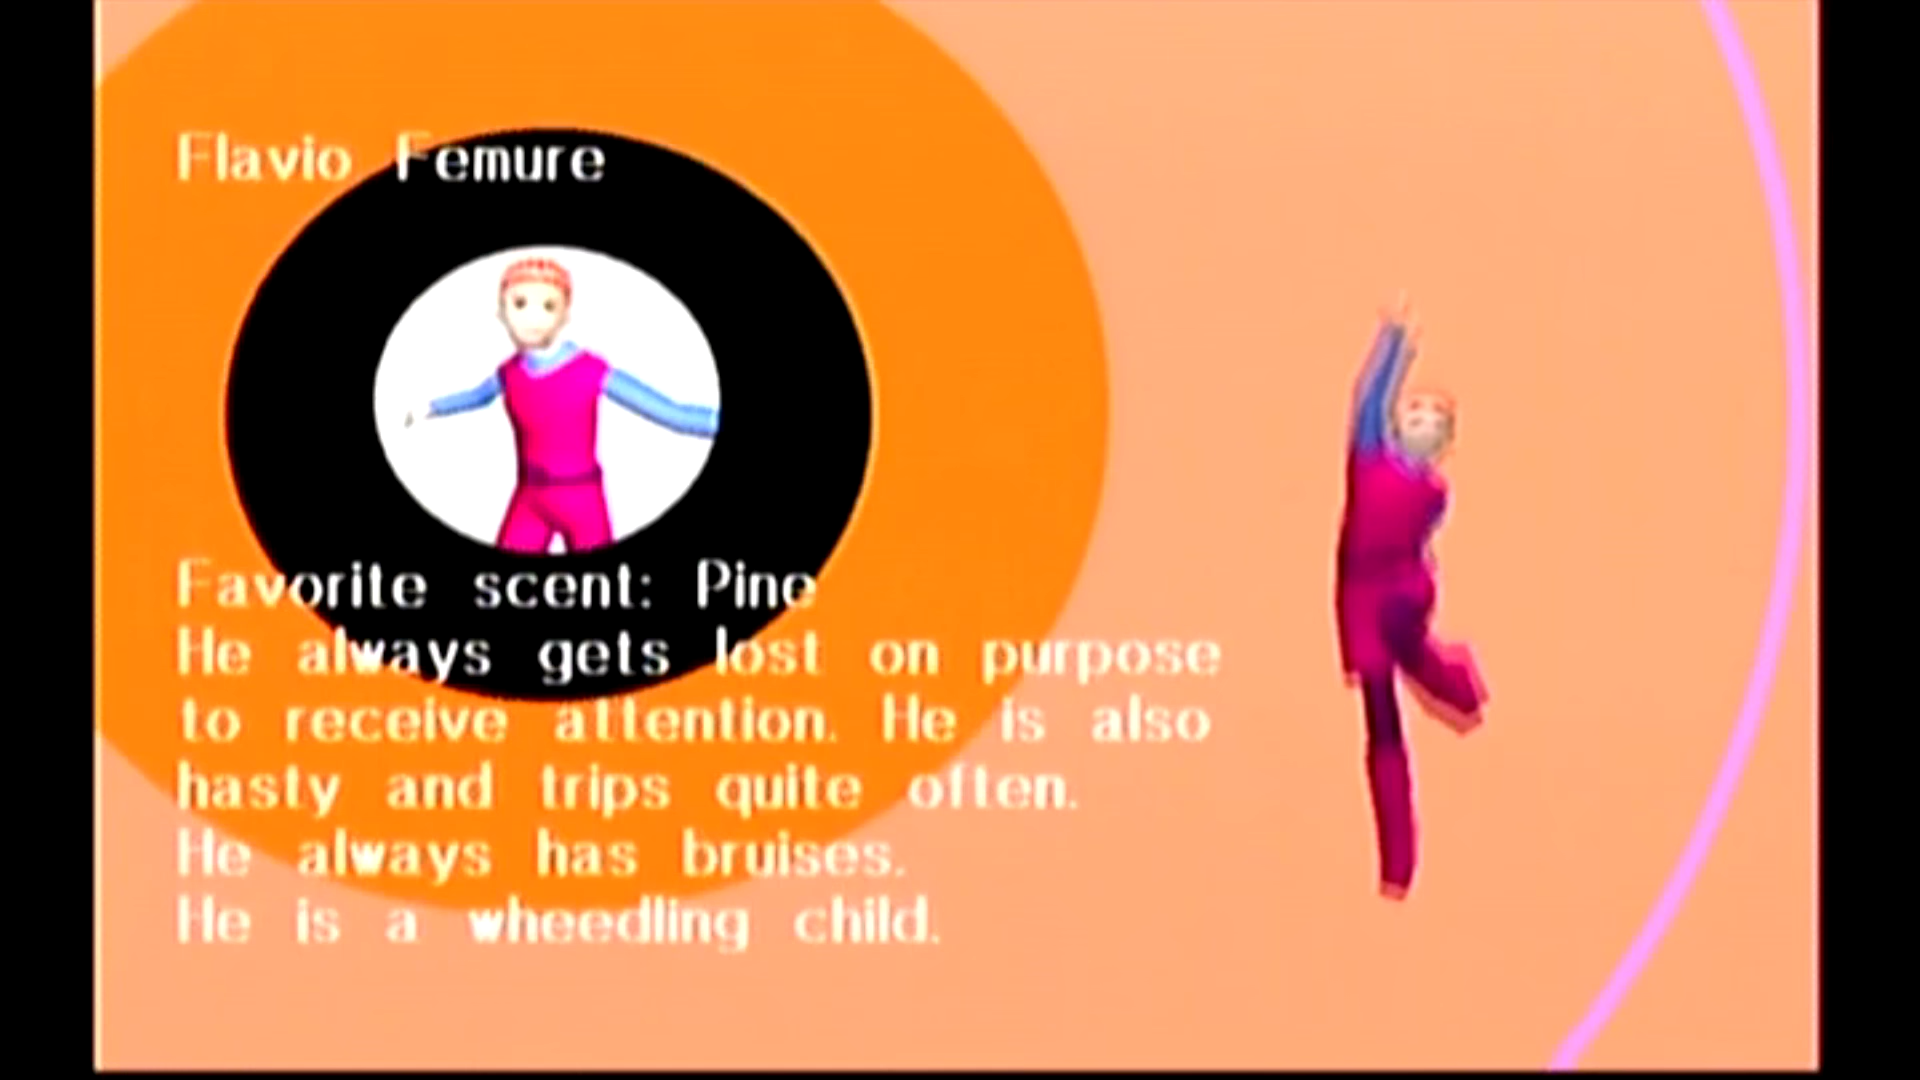 Flavio Femure
Favorite scent: Pine
He always gets lost on purpose
to receive attention. He is also
hasty and trips quite often.
He always has bruises.
He is a wheedling child.